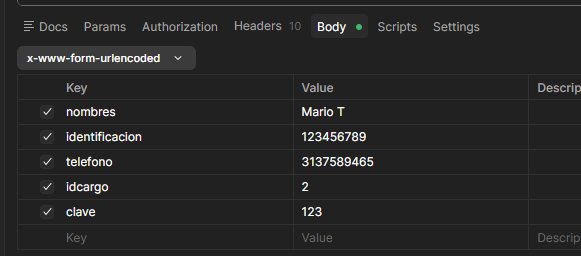 Docs Params Authorization Headers 10 Body Scripts Settings
x-www-form-urlencoded
Key Value Descrip
nombres Mario T
identificacion 123456789
telefono 3137589465
idcargo 2
clave 123
Key Value Descrip